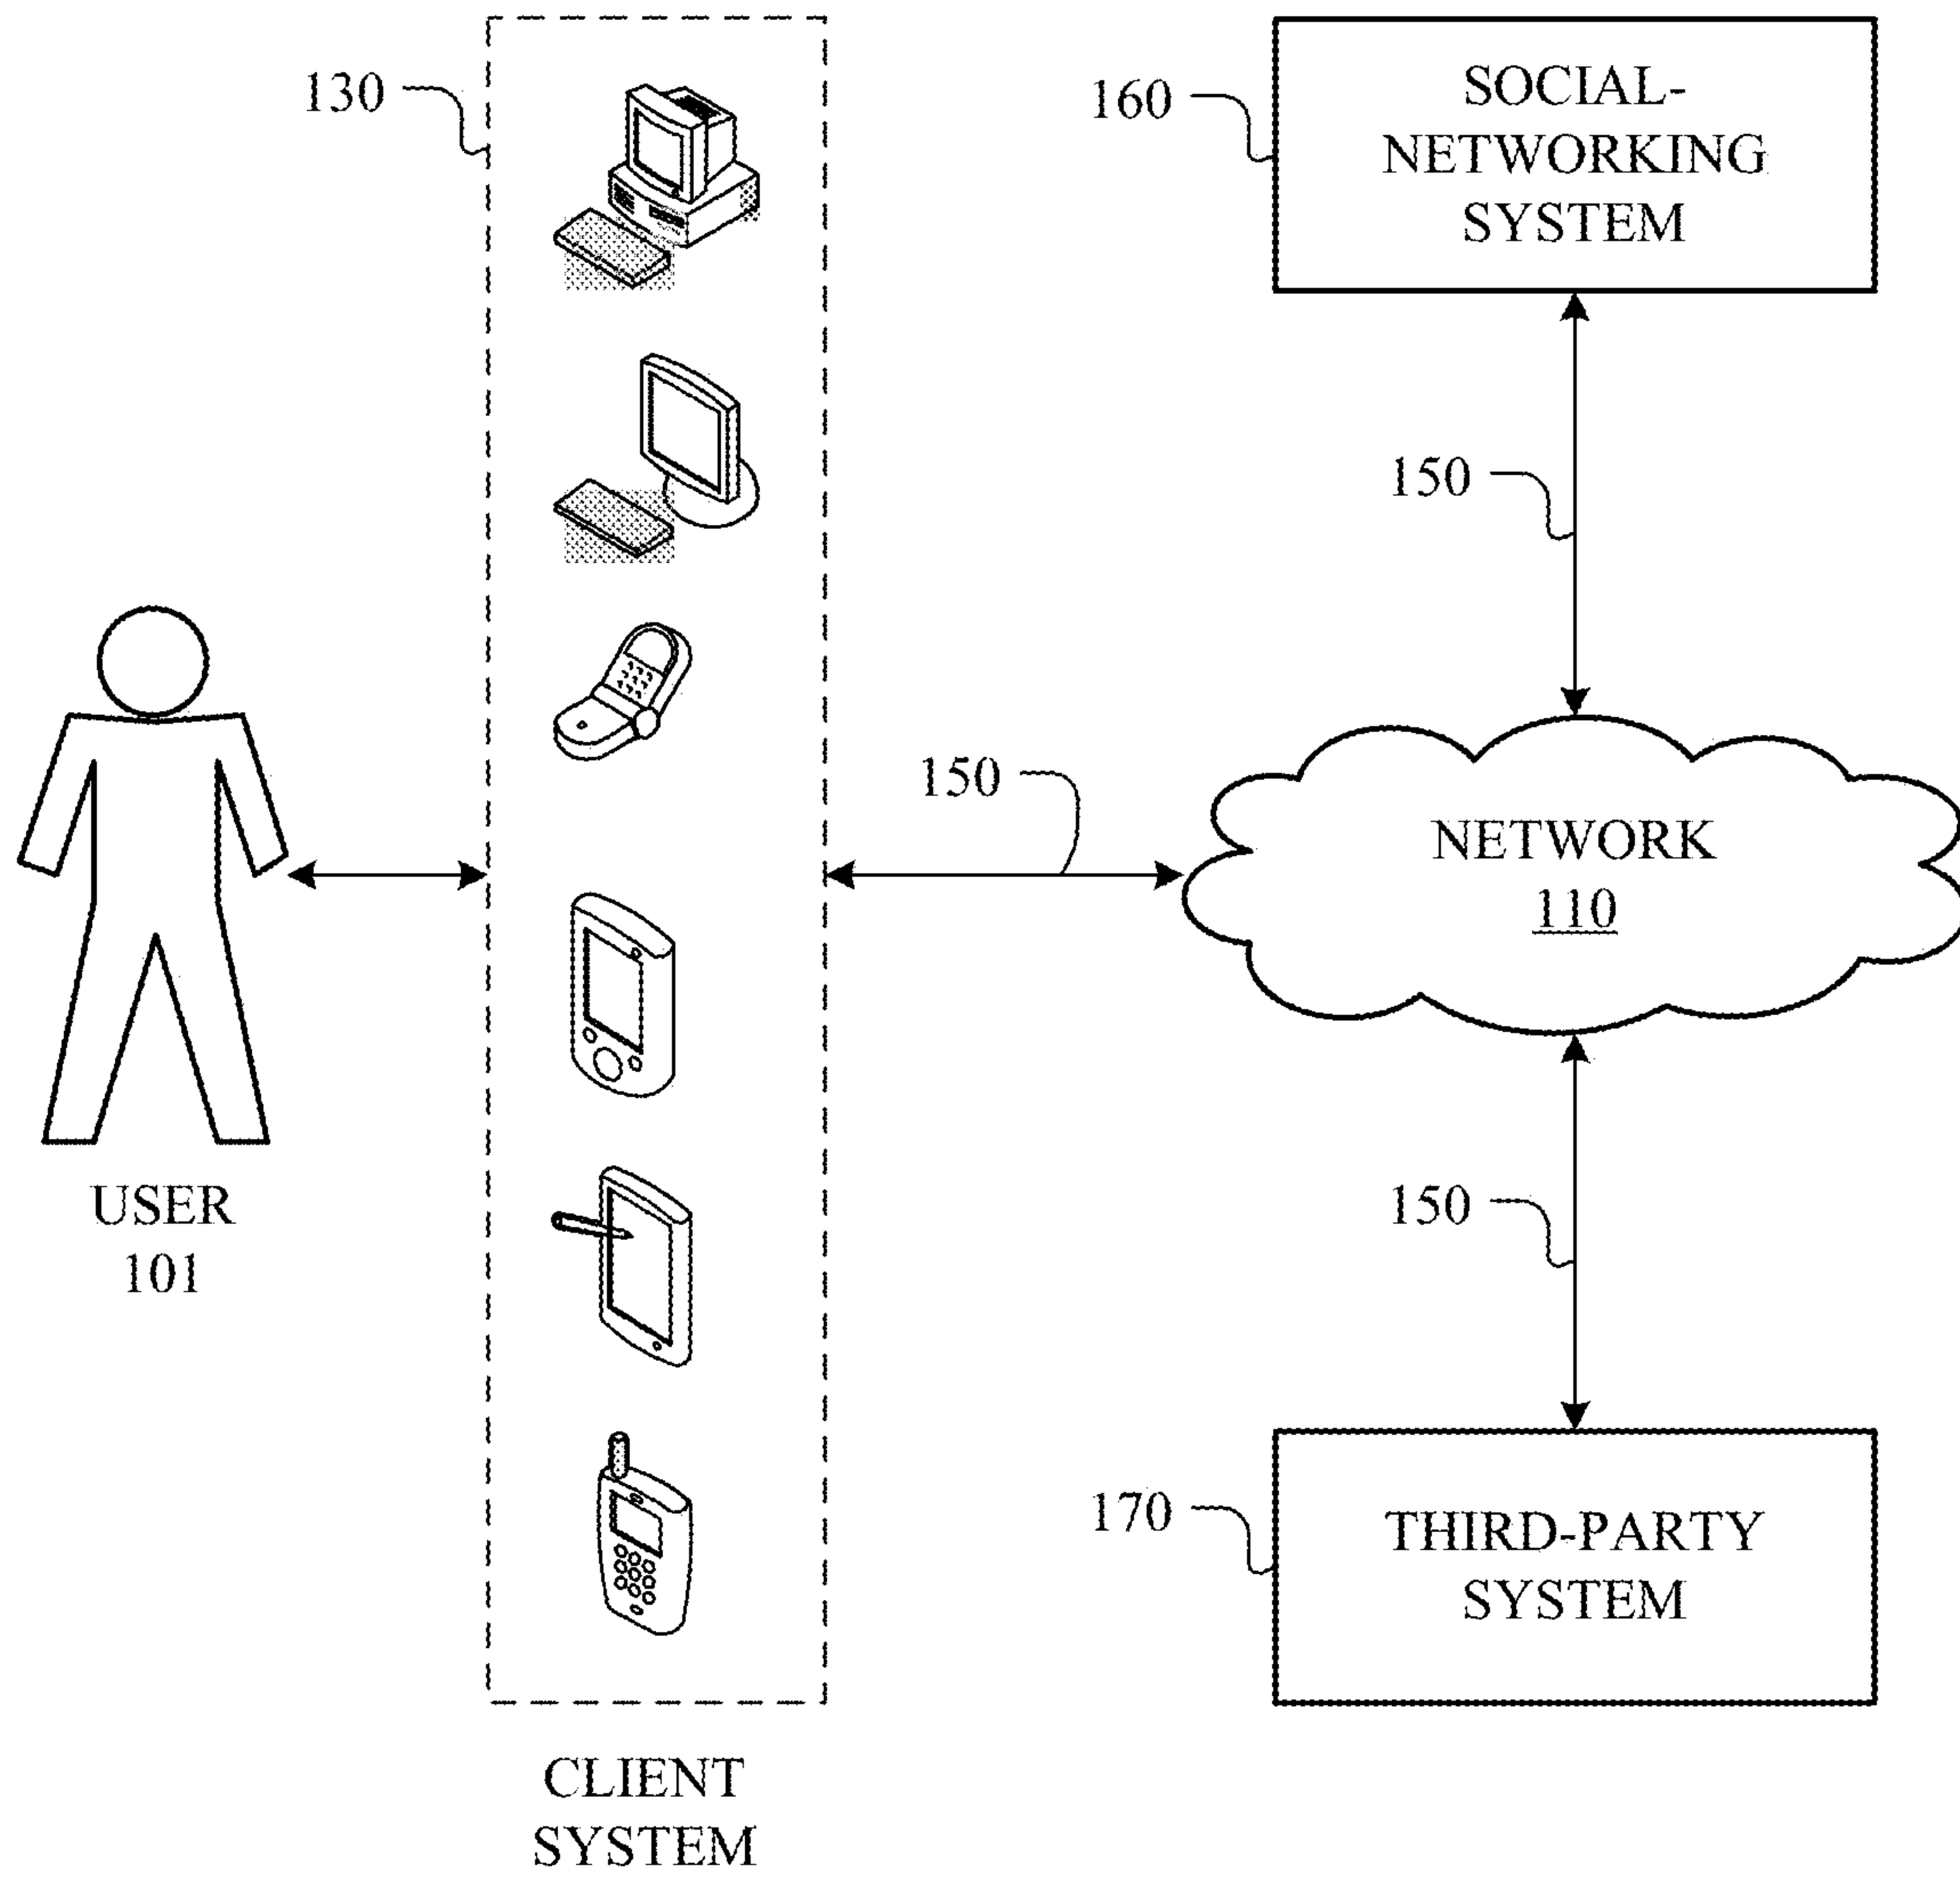 130
160
SOCIAL-
NETWORKING
SYSTEM
150
150
NETWORK
110
USER
101
150
170
THIRD-PARTY
SYSTEM
CLIENT
SYSTEM